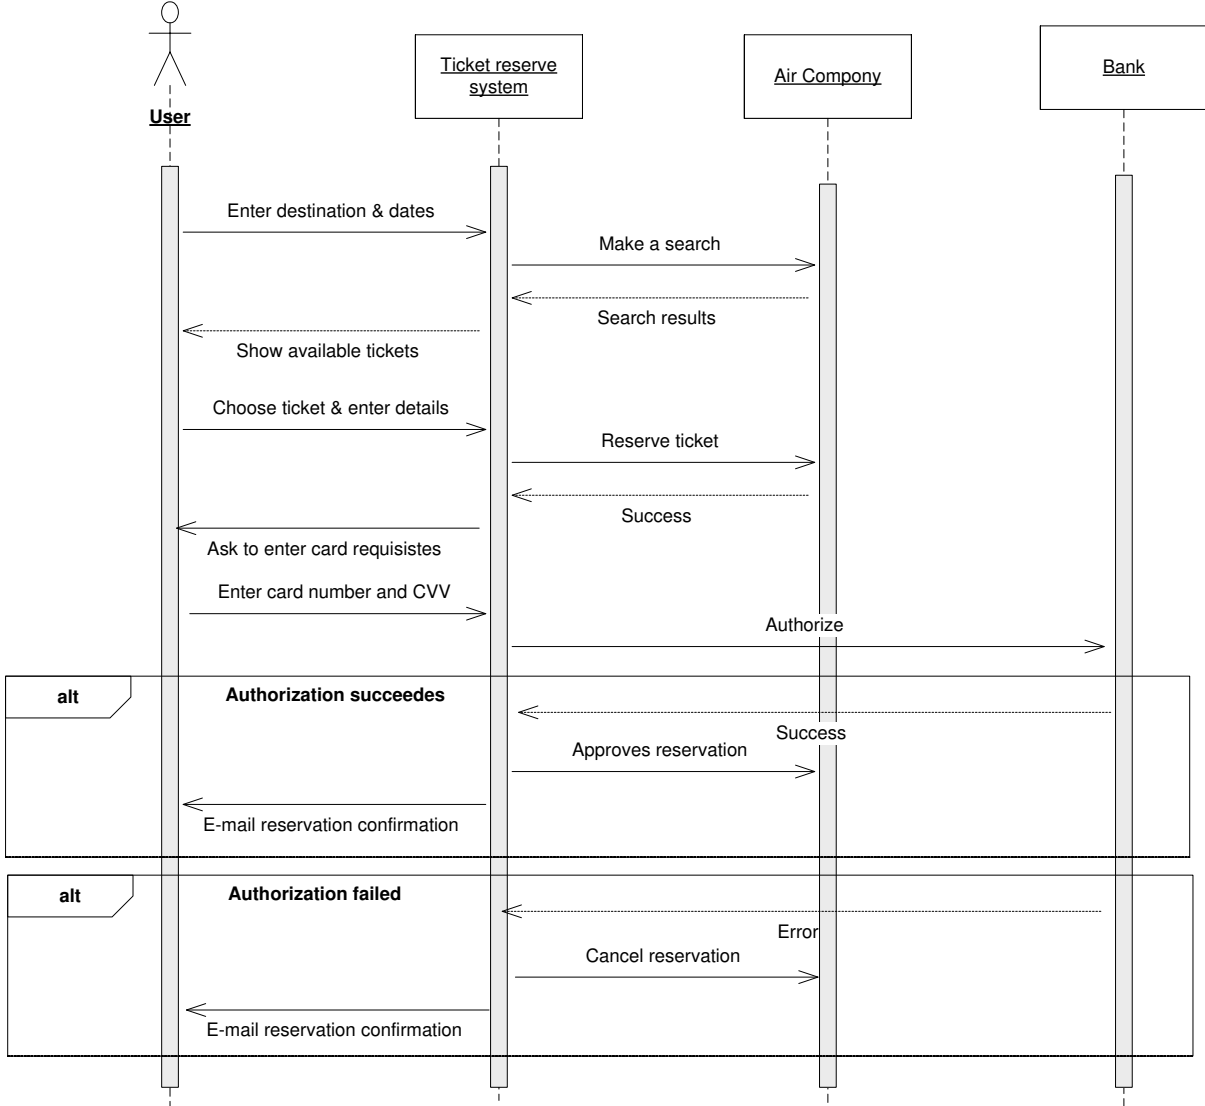 User
Ticket reserve
system
Air Compony
Bank
Enter destination & dates
Make a search
Search results
Show available tickets
Choose ticket & enter details
Reserve ticket
Success
Ask to enter card requisistes
Enter card number and CVV
Authorize
alt
Authorization succeedes
Success
Approves reservation
E-mail reservation confirmation
alt
Authorization failed
Error
Cancel reservation
E-mail reservation confirmation